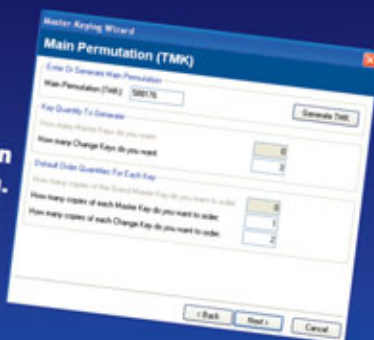 Master Keying Wizard
Main Permutation (TMK)
Enter Or Generate Main Permutation
Main Permutation (TMK): 588176
Generate TMK
Key Quantity To Generate
How many Master Keys do you want: 0
How many Change Keys do you want: 3
Default Order Quantities For Each Key
How many copies of the Grand Master Key do you want to order: 0
How many copies of each Master Key do you want to order: 1
How many copies of each Change Key do you want to order: 2
< Back
Next >
Cancel